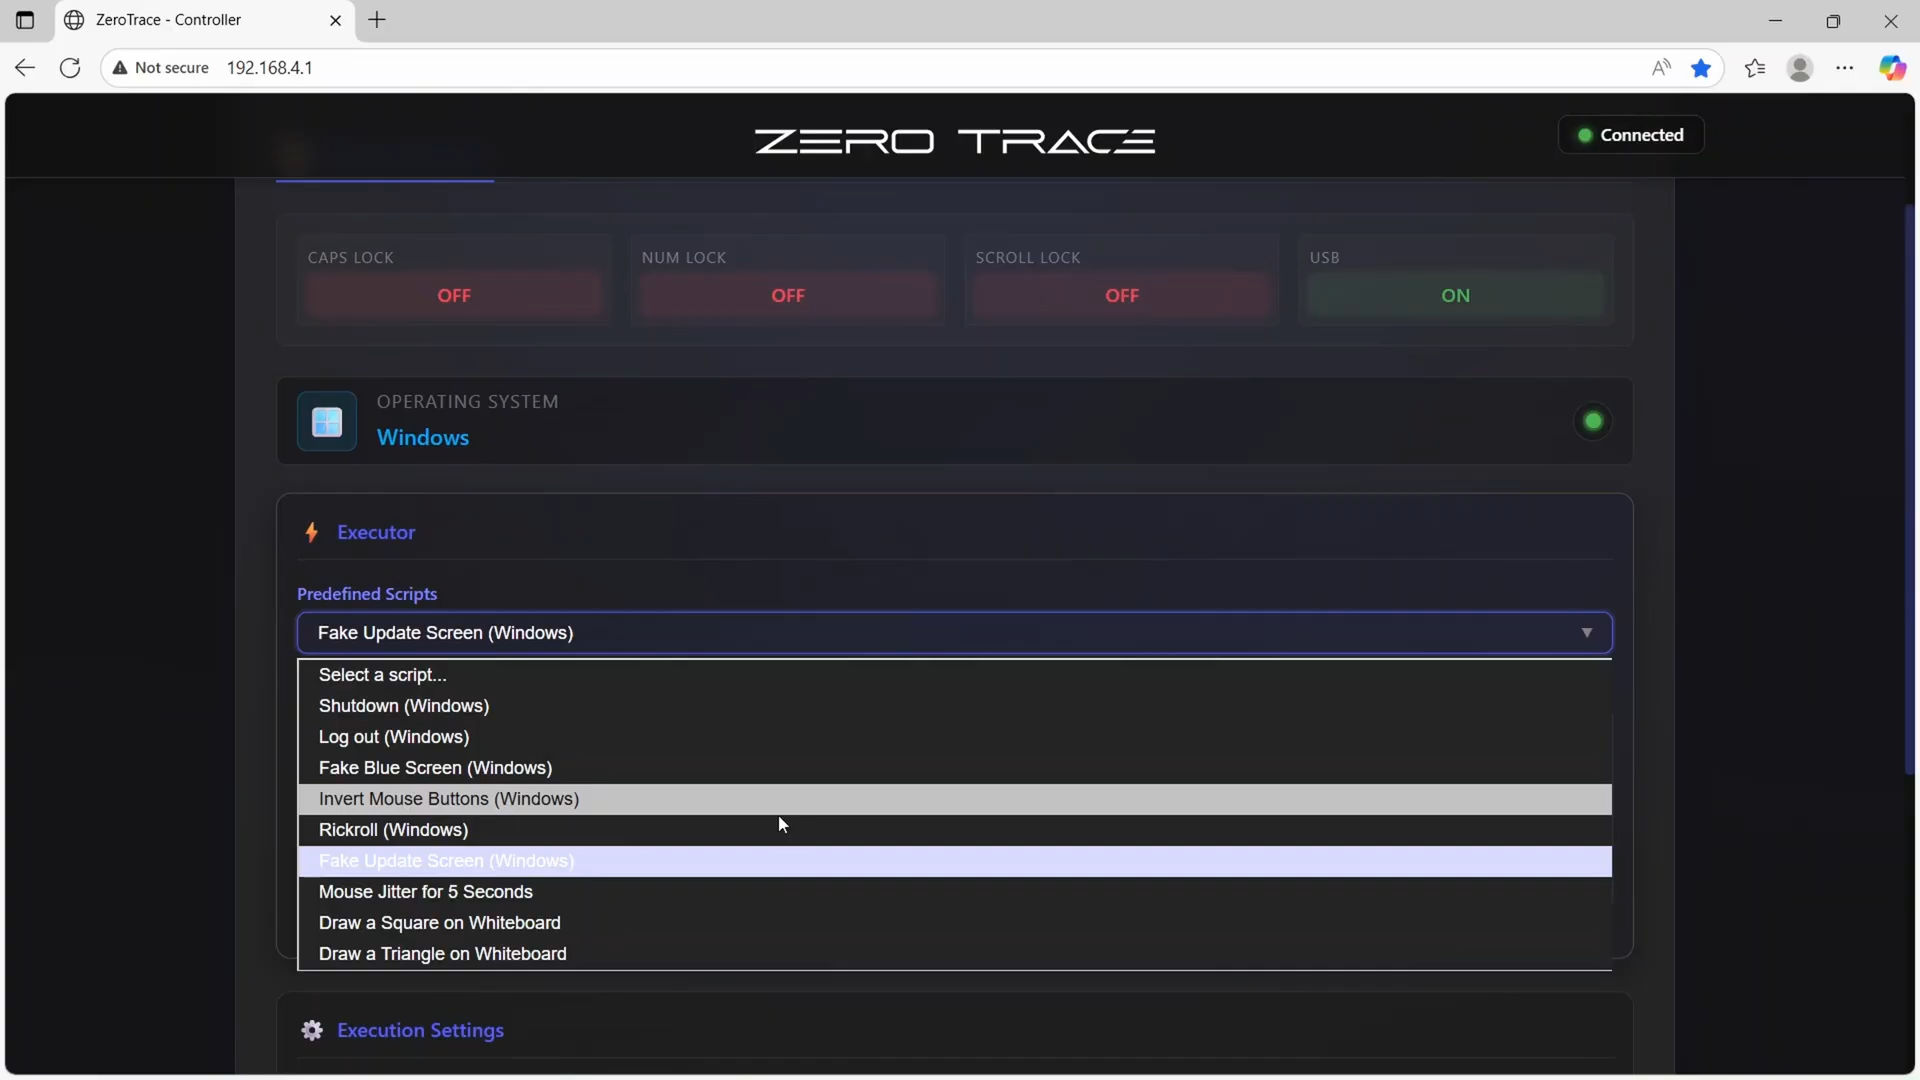 ZeroTrace - Controller
Not secure 192.168.4.1
ZERO TRACE
Connected
CAPS LOCK NUM LOCK SCROLL LOCK USB
OFF OFF OFF ON
OPERATING SYSTEM
Windows
Executor
Predefined Scripts
Fake Update Screen (Windows)
Select a script...
Shutdown (Windows)
Log out (Windows)
Fake Blue Screen (Windows)
Invert Mouse Buttons (Windows)
Rickroll (Windows)
Fake Update Screen (Windows)
Mouse Jitter for 5 Seconds
Draw a Square on Whiteboard
Draw a Triangle on Whiteboard
Execution Settings